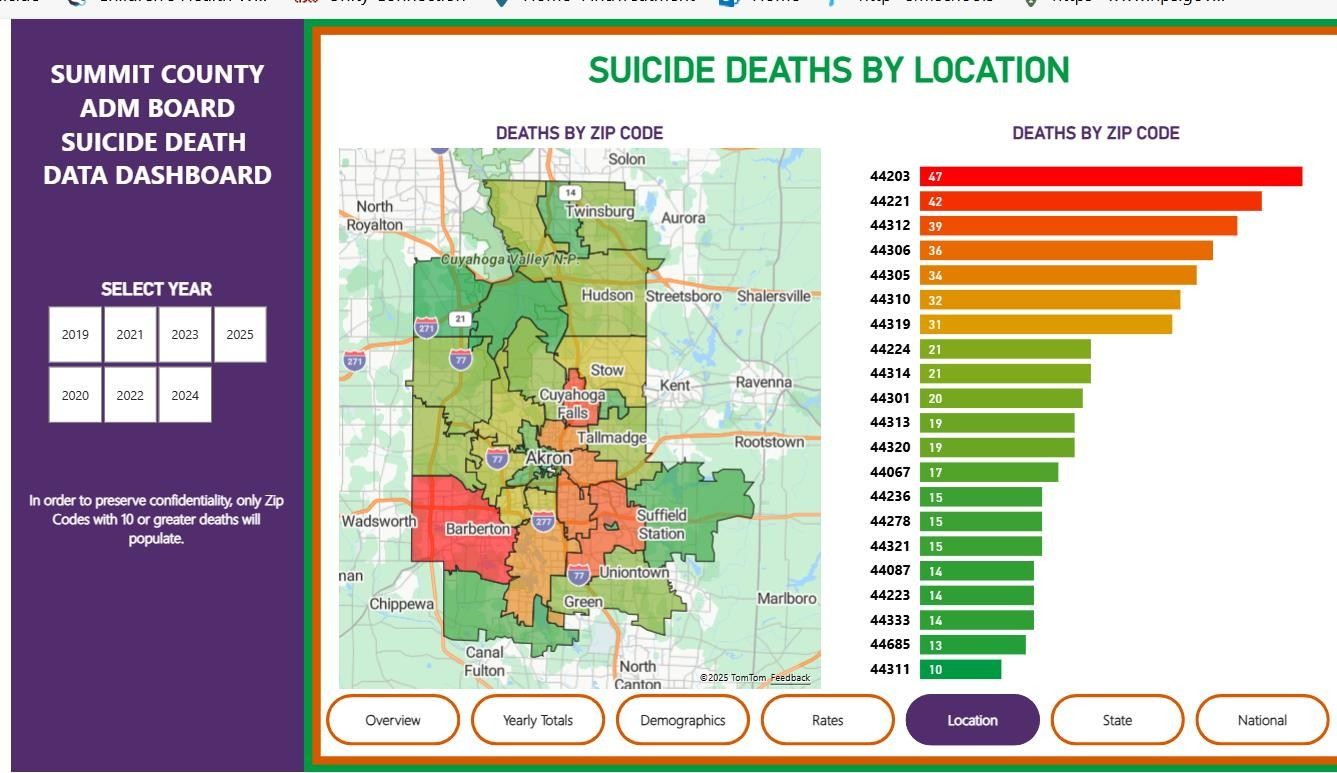 Unity Connection
Home
SUMMIT COUNTY
ADM BOARD
SUICIDE DEATH
DATA DASHBOARD
SELECT YEAR
2019
2021
2023
2025
2020
2022
2024
In order to preserve confidentiality, only Zip
Codes with 10 or greater deaths will
populate.
SUICIDE DEATHS BY LOCATION
DEATHS BY ZIP CODE
Solon
14
North
Royalton
Twinsburg
Aurora
Cuyahoga Valley N.P.
Hudson
Streetsboro
Shalersville
21
271
271
77
Stow
Kent
Ravenna
Cuyahoga
Falls
Tallmadge
Rootstown
77
Akron
Wadsworth
Barberton
277
Suffield
Station
77
Uniontown
Chippewa
Green
Marlboro
Canal
Fulton
North
Canton
©2025 TomTom Feedback
DEATHS BY ZIP CODE
44203 47
44221 42
44312 39
44306 36
44305 34
44310 32
44319 31
44224 21
44314 21
44301 20
44313 19
44320 19
44067 17
44236 15
44278 15
44321 15
44087 14
44223 14
44333 14
44685 13
44311 10
Overview
Yearly Totals
Demographics
Rates
Location
State
National